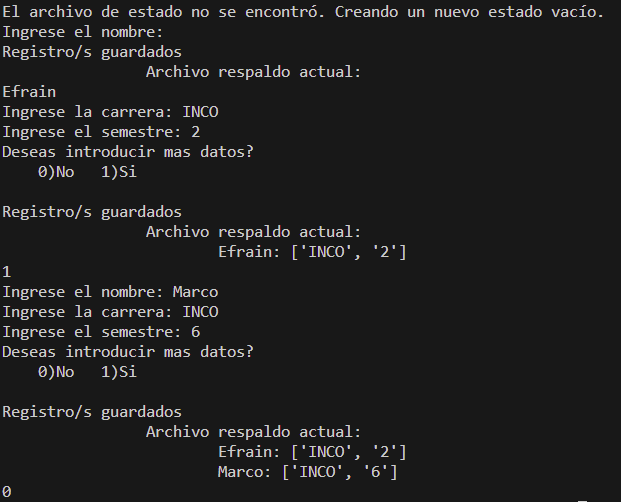 El archivo de estado no se encontró. Creando un nuevo estado vacío.
Ingrese el nombre:
Registro/s guardados
Archivo respaldo actual:
Efrain
Ingrese la carrera: INCO
Ingrese el semestre: 2
Deseas introducir mas datos?
0)No   1)Si
Registro/s guardados
Archivo respaldo actual:
Efrain: ['INCO', '2']
1
Ingrese el nombre: Marco
Ingrese la carrera: INCO
Ingrese el semestre: 6
Deseas introducir mas datos?
0)No   1)Si
Registro/s guardados
Archivo respaldo actual:
Efrain: ['INCO', '2']
Marco: ['INCO', '6']
0